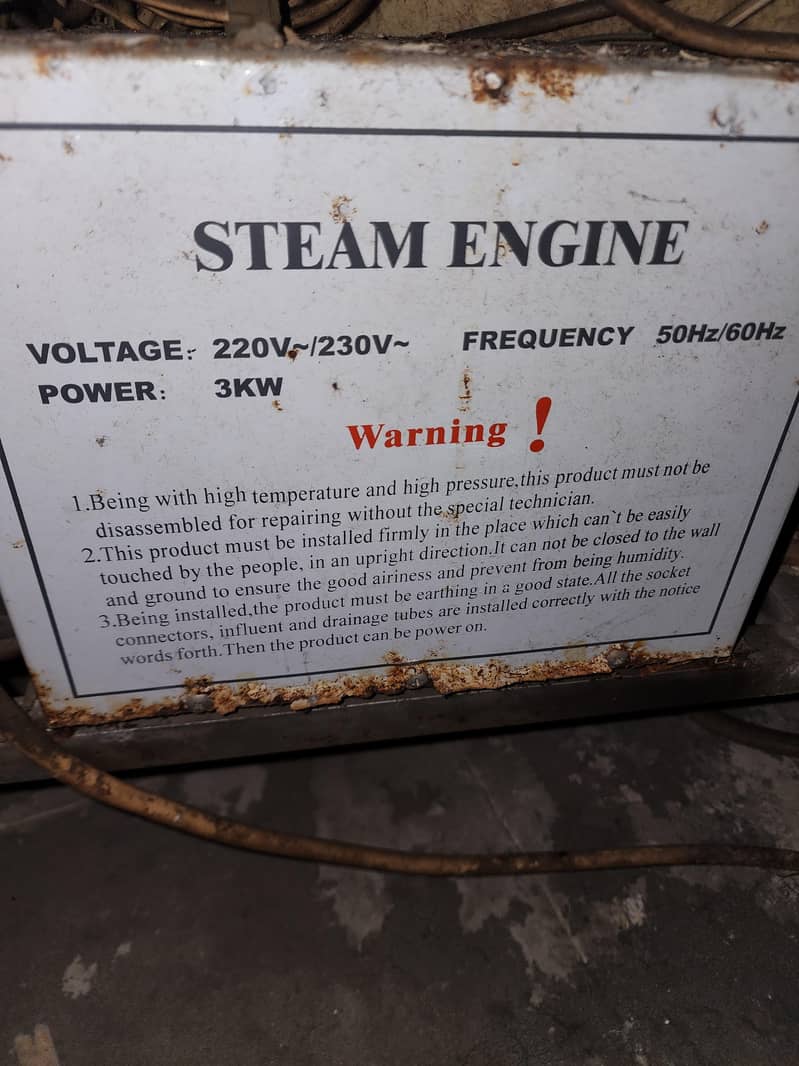 STEAM ENGINE
VOLTAGE: 220V~/230V~ FREQUENCY 50Hz/60Hz
POWER: 3KW
Warning !
1.Being with high temperature and high pressure,this product must not be
disassembled for repairing without the special technician.
2.This product must be installed firmly in the place which can`t be easily
touched by the people, in an upright direction.It can not be closed to the wall
and ground to ensure the good airiness and prevent from being humidity.
3.Being installed,the product must be earthing in a good state.All the socket
connectors, influent and drainage tubes are installed correctly with the notice
words forth.Then the product can be power on.